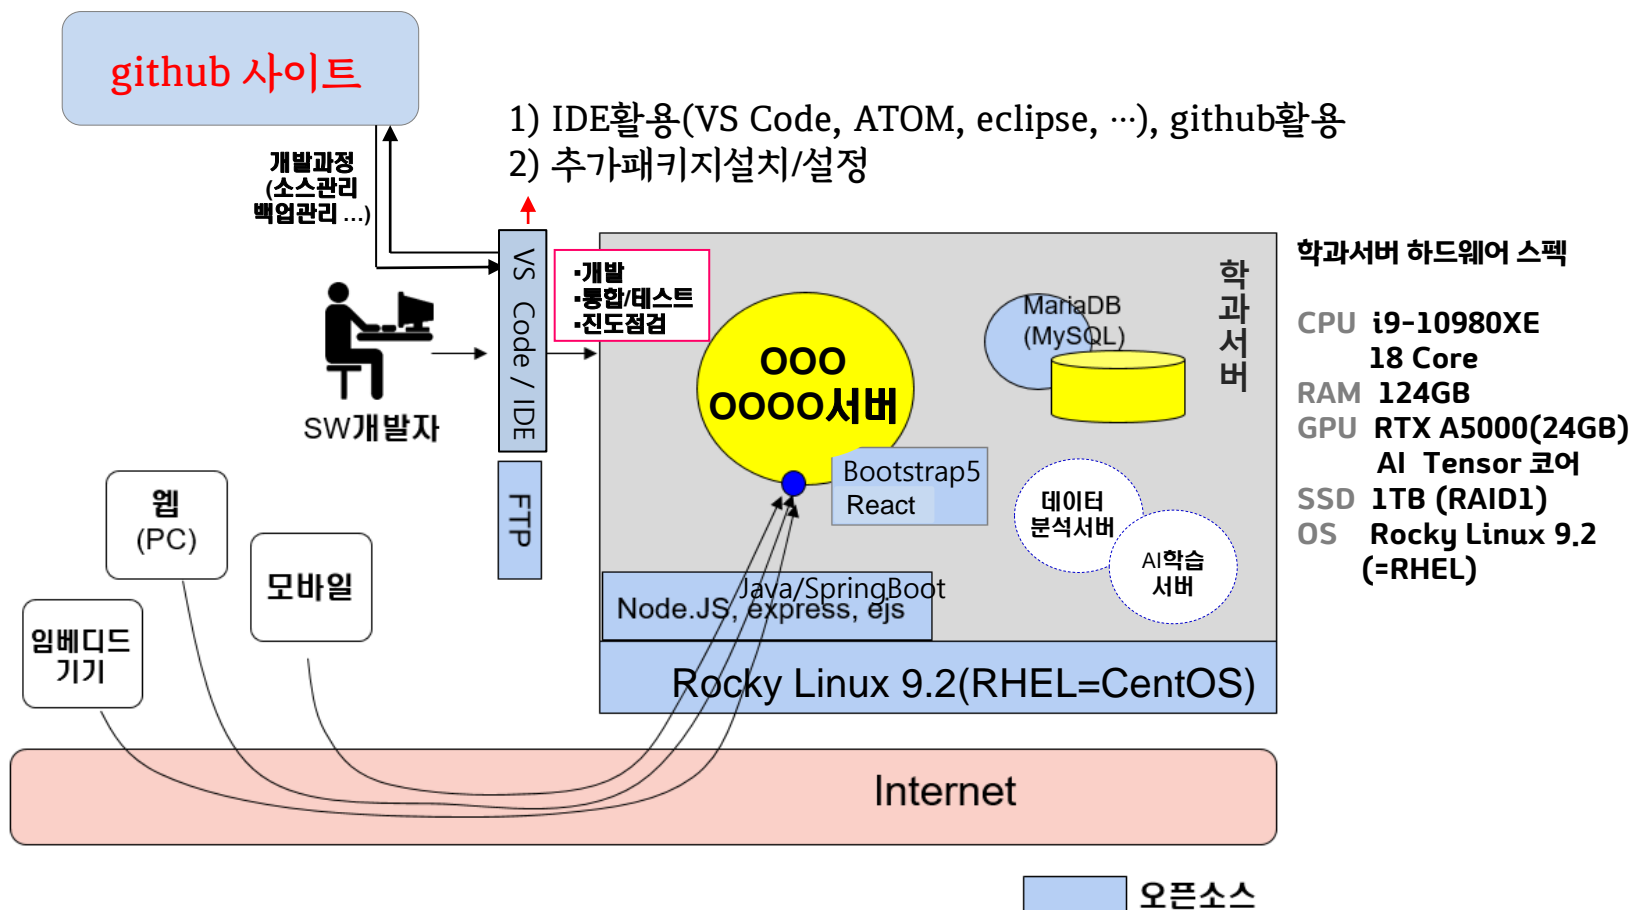 github 사이트
1) IDE활용(VS Code, ATOM, eclipse, ···), github활용
2) 추가패키지설치/설정
개발과정
(소스관리
백업관리 ...)
VS Code / IDE
▪개발
▪통합/테스트
▪진도점검
SW개발자
FTP
학과서버
OOO
OOOO서버
MariaDB
(MySQL)
Bootstrap5
React
데이터
분석서버
AI학습
서버
Java/SpringBoot
Node.JS, express, ejs
Rocky Linux 9.2(RHEL=CentOS)
학과서버 하드웨어 스펙
CPU i9-10980XE
18 Core
RAM 124GB
GPU RTX A5000(24GB)
AI Tensor 코어
SSD 1TB (RAID1)
OS Rocky Linux 9.2
(=RHEL)
웹
(PC)
모바일
임베디드
기기
Internet
오픈소스